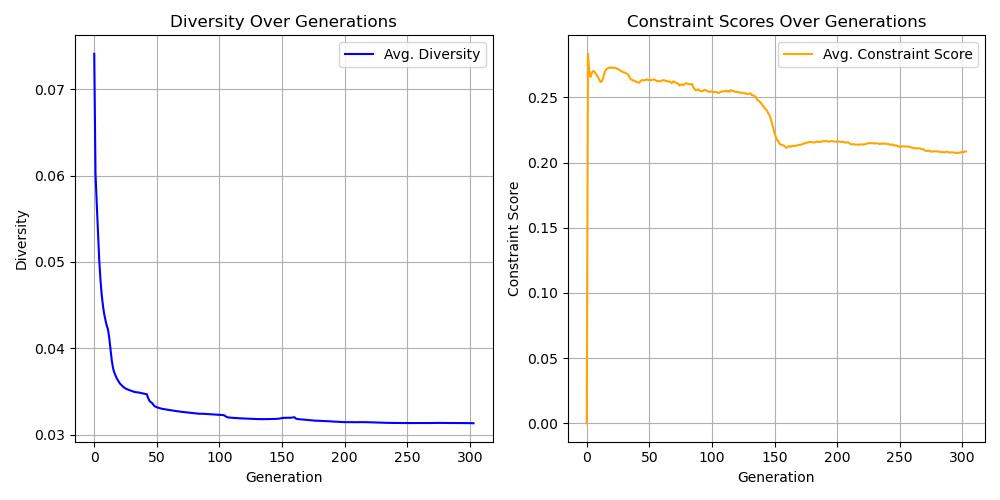 Diversity Over Generations
Avg. Diversity
Diversity
0.07
0.06
0.05
0.04
0.03
0 50 100 150 200 250 300
Generation
Constraint Scores Over Generations
Avg. Constraint Score
Constraint Score
0.25
0.20
0.15
0.10
0.05
0.00
0 50 100 150 200 250 300
Generation